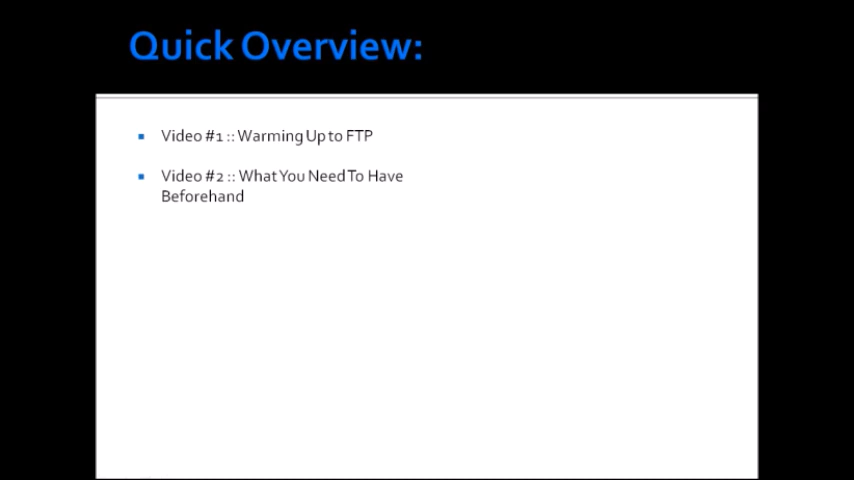 Quick Overview:
Video #1 :: Warming Up to FTP
Video #2 :: What You Need To Have
Beforehand